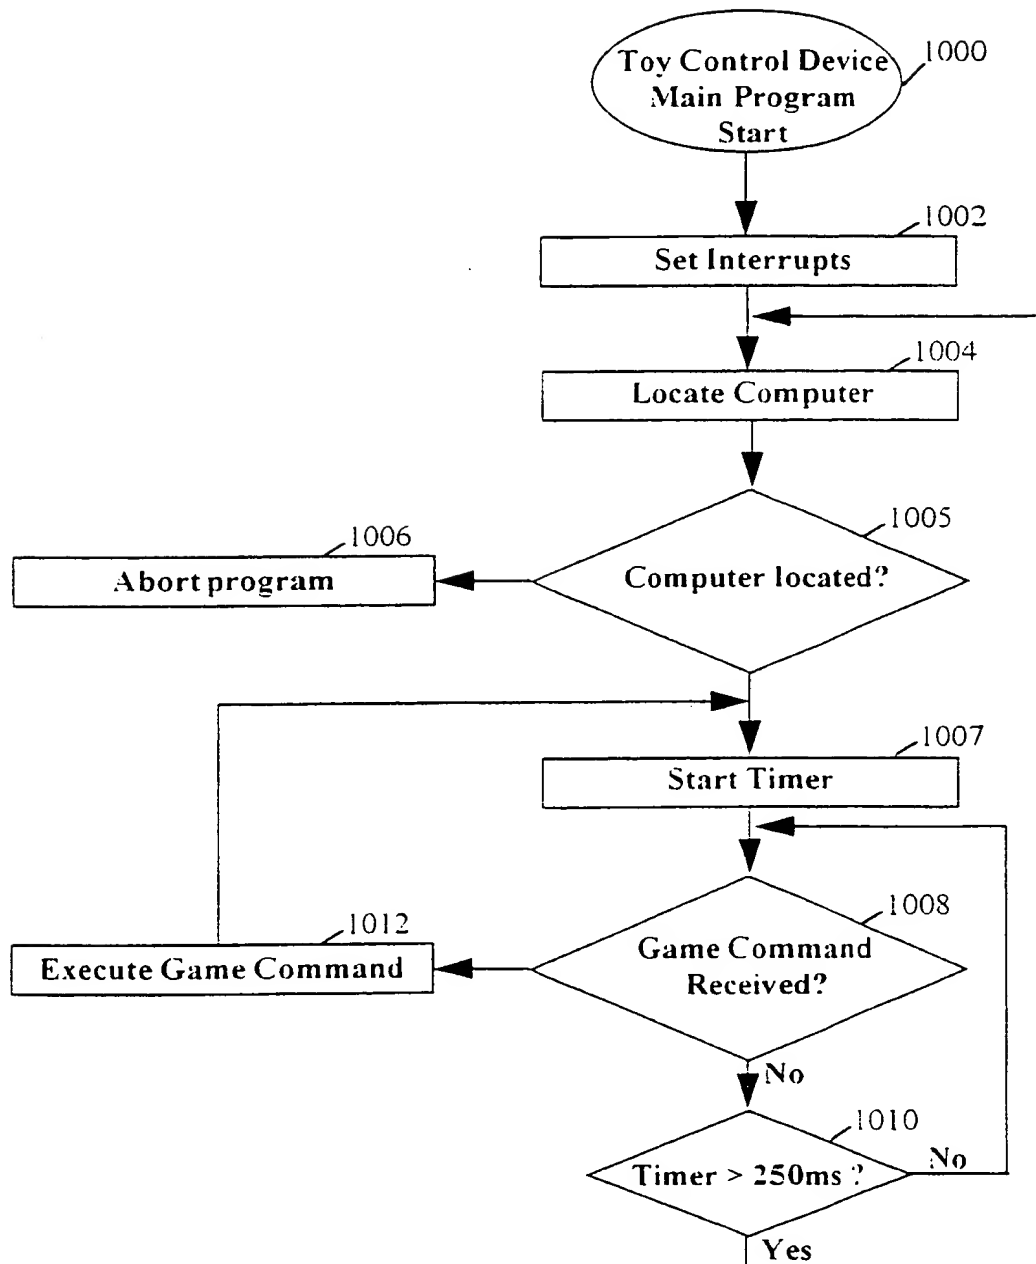 Toy Control Device
Main Program
Start
1000
1002
Set Interrupts
1004
Locate Computer
1005
Computer located?
1006
Abort program
1007
Start Timer
1008
Game Command
Received?
1012
Execute Game Command
No
1010
Timer > 250ms ?
No
Yes